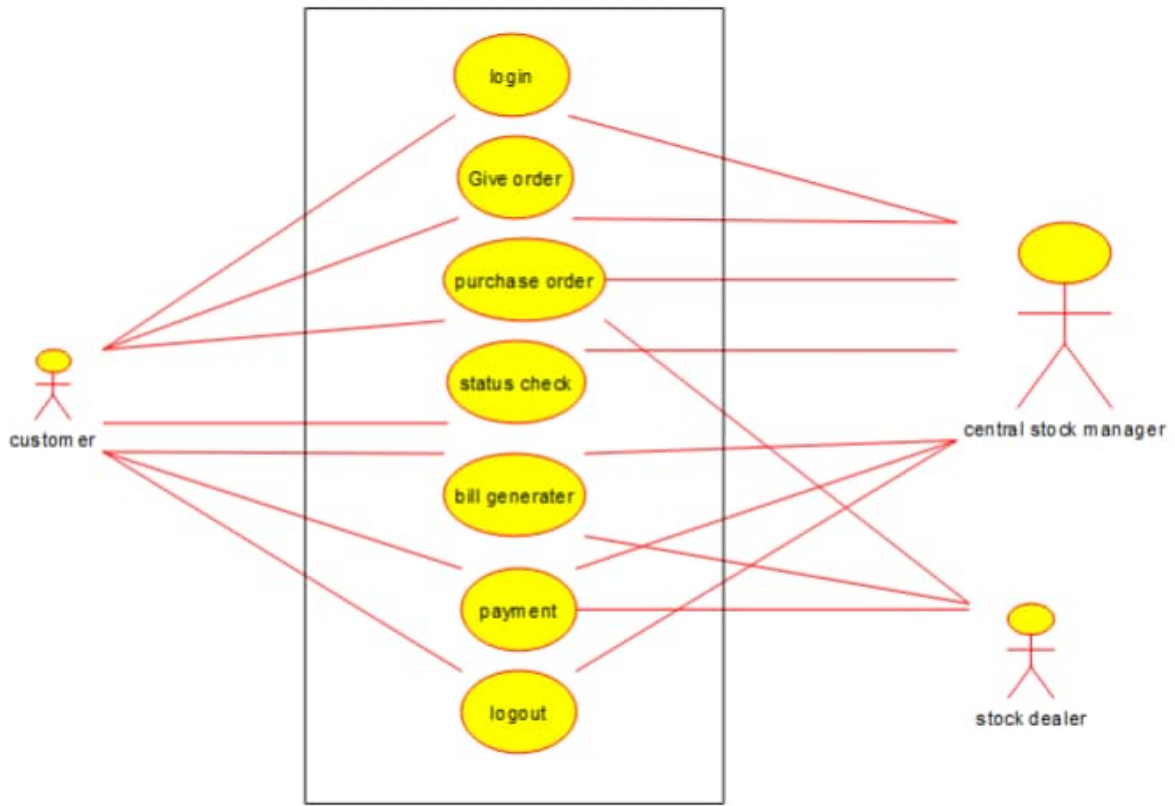 login
Give order
purchase order
status check
customer
central stock manager
bill generater
payment
logout
stock dealer